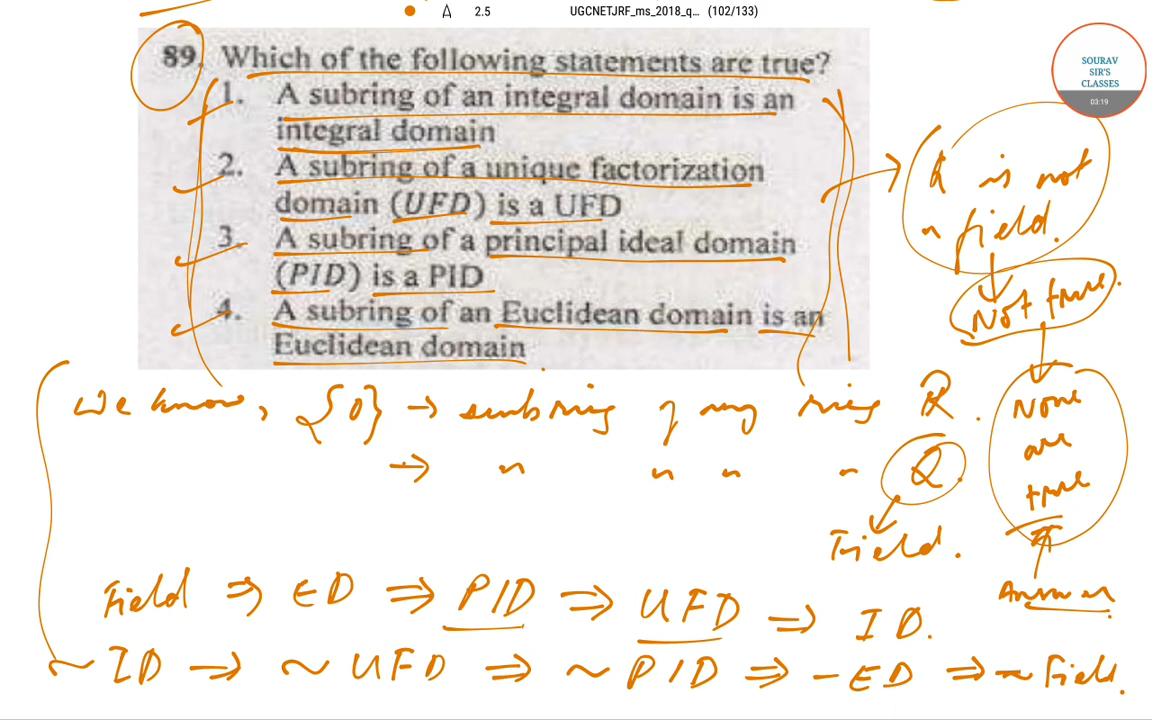 2.5 UGCNETJRF_ms_2018_q... (102/133)
SOURAV
SIR'S
CLASSES
03:19
89. Which of the following statements are true?
1. A subring of an integral domain is an
integral domain
2. A subring of a unique factorization
domain (UFD) is a UFD
3. A subring of a principal ideal domain
(PID) is a PID
4. A subring of an Euclidean domain is an
Euclidean domain
is not
a field.
Not true.
None
are
true
Answer.
We know, {0} → subring of any ring R.
→ " " " " Q.
Field.
Field ⇒ ED ⇒ PID ⇒ UFD ⇒ ID.
~ ID → ~ UFD ⇒ ~ PID ⇒ ~ ED ⇒ ~ Field.